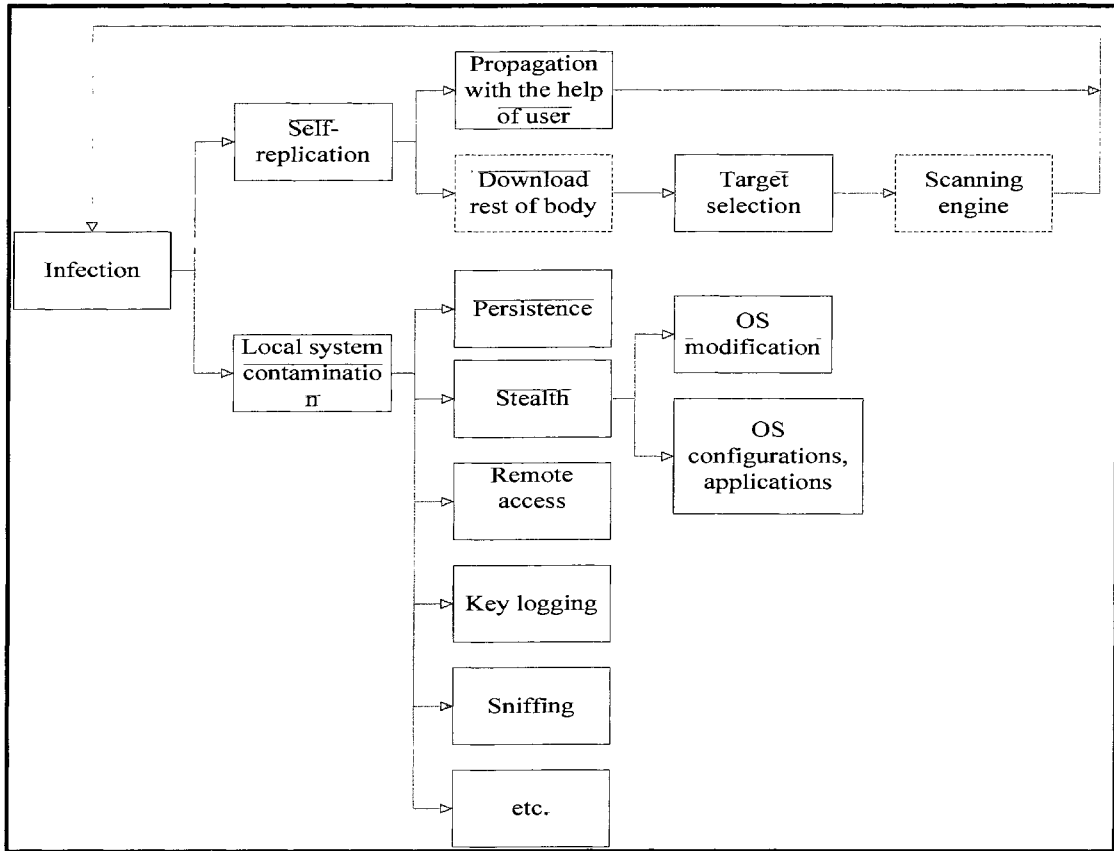 Propagation
with the help
of user
Self-
replication
Download
rest of body
Target
selection
Scanning
engine
Infection
Persistence
OS
modification
Local system
contaminatio
n
Stealth
OS
configurations,
applications
Remote
access
Key logging
Sniffing
etc.